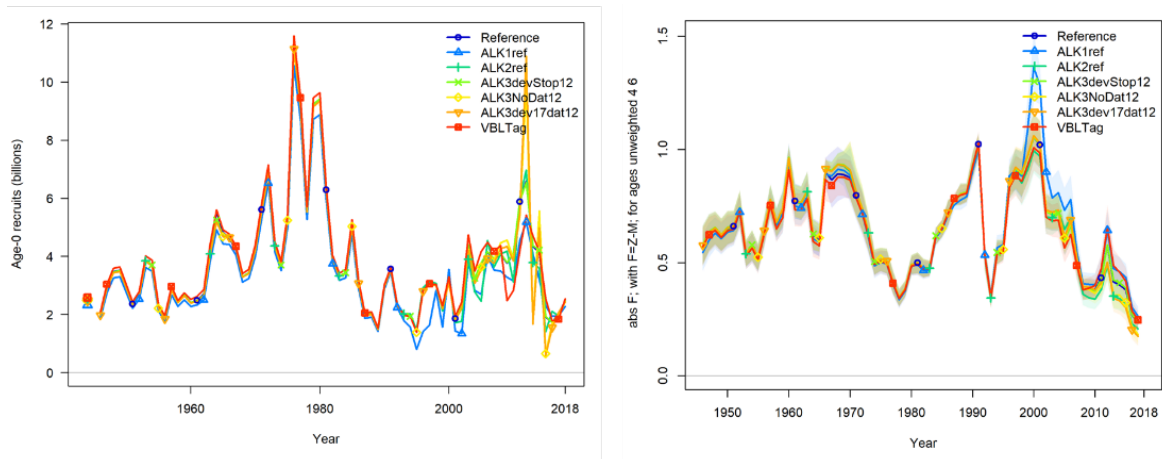 12
10
8
6
4
2
0
Age-0 recruits (billions)
1960
1980
2000
2018
Year
Reference
ALK1ref
ALK2ref
ALK3devStop12
ALK3NoDat12
ALK3dev17dat12
VBLTag
1.5
1.0
0.5
0.0
abs F; with F=Z-M; for ages unweighted 4 6
1950
1960
1970
1980
1990
2000
2010
2018
Year
Reference
ALK1ref
ALK2ref
ALK3devStop12
ALK3NoDat12
ALK3dev17dat12
VBLTag